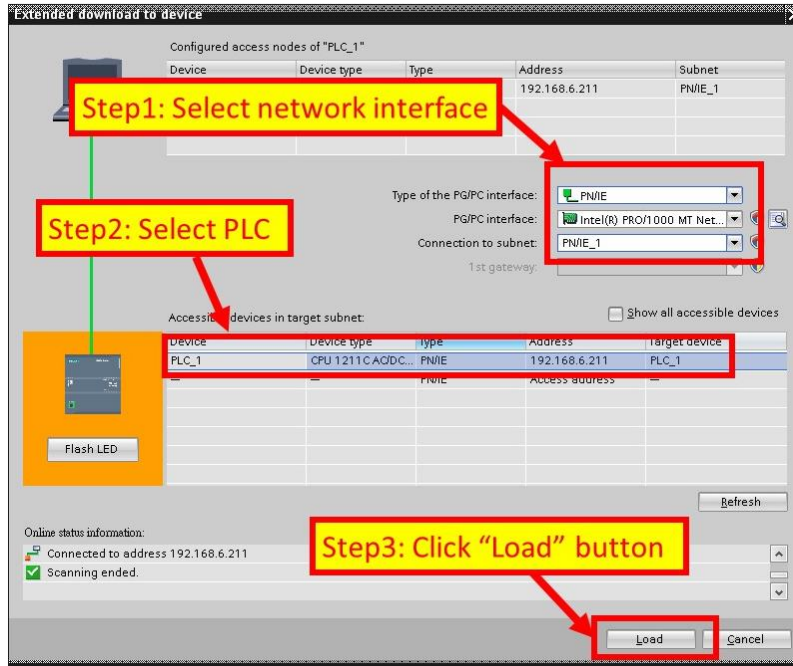 Extended download to device
Configured access nodes of "PLC_1"
Device Device type Type Address Subnet
192.168.6.211 PN/IE_1
Step1: Select network interface
Type of the PG/PC interface: PN/IE
PG/PC interface: Intel(R) PRO/1000 MT Net...
Connection to subnet: PN/IE_1
1st gateway:
Step2: Select PLC
Accessible devices in target subnet: Show all accessible devices
Device Device type Type Address Target device
PLC_1 CPU 1211C AC/DC... PN/IE 192.168.6.211 PLC_1
— — PN/IE Access address —
Flash LED
Refresh
Online status information:
Connected to address 192.168.6.211
Scanning ended.
Step3: Click “Load” button
Load Cancel